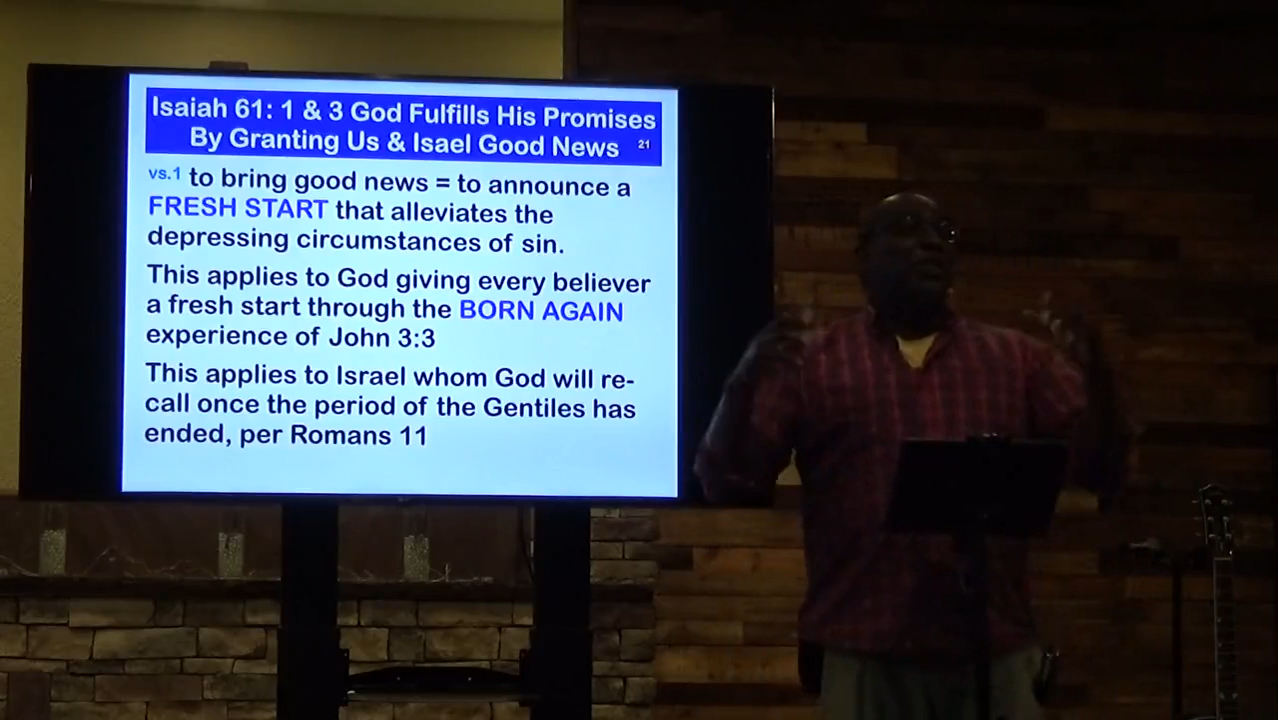 Isaiah 61: 1 & 3 God Fulfills His Promises
By Granting Us & Isael Good News 21
vs.1 to bring good news = to announce a
FRESH START that alleviates the
depressing circumstances of sin.
This applies to God giving every believer
a fresh start through the BORN AGAIN
experience of John 3:3
This applies to Israel whom God will re-
call once the period of the Gentiles has
ended, per Romans 11